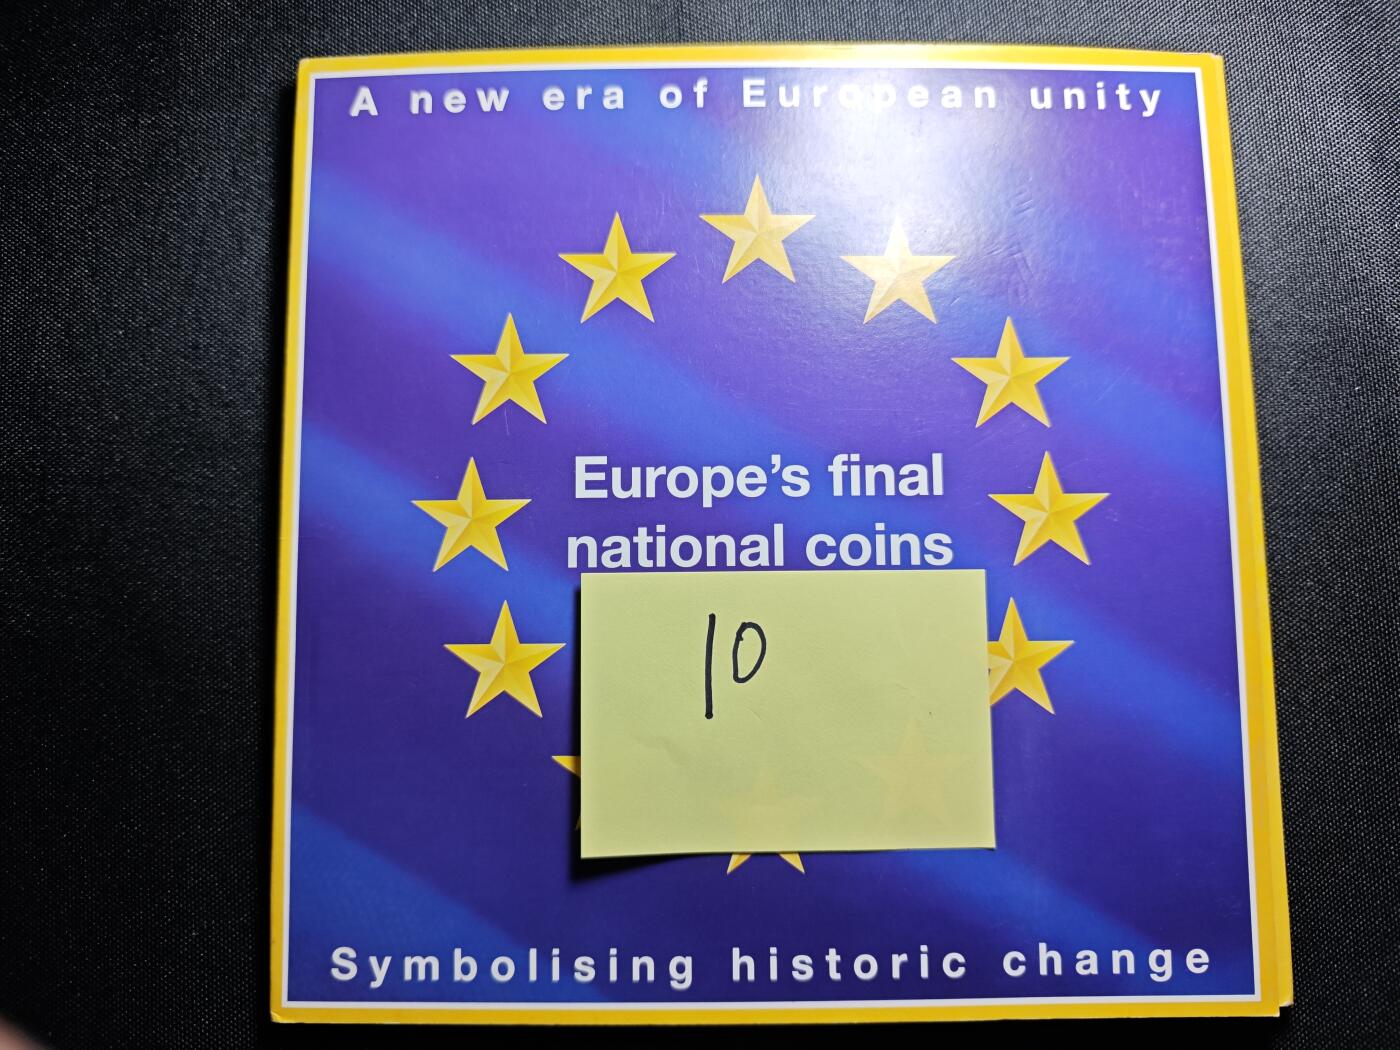 A new era of European unity
Europe's final
national coins
10
Symbolising historic change